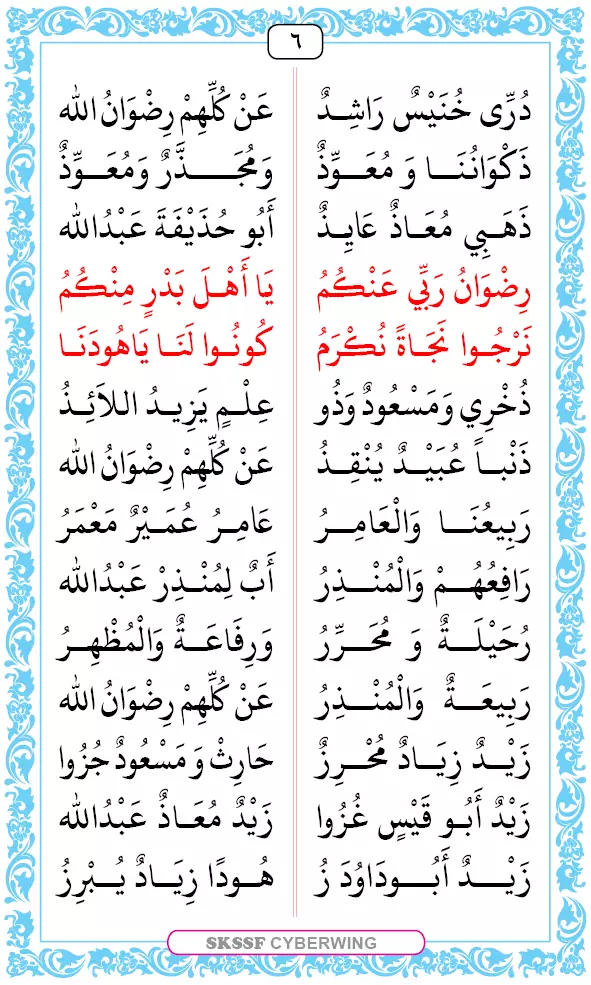 ٦
دُرِّى خُنَيْسٌ رَاشِدٌ عَنْ كُلِّهِمْ رِضْوَانُ الله
ذَكْوَانُنَا وَ مُعَوِّذٌ وَمُجَذَّرٌ وَمُعَوِّذٌ
ذَهَبِي مُعَاذٌ عَايِذٌ أَبُو حُذَيْفَةَ عَبْدُالله
رِضْوَانُ رَبِّي عَنْكُمُ يَا أَهْلَ بَدْرٍ مِنْكُمُ
نَرْجُوا نَجَاةً نُكْرَمُ كُونُوا لَنَا يَاهُودَنَا
ذُخْرِي وَمَسْعُودٌ وَذُو عِلْمٍ يَزِيدُ اللاَئِذُ
ذَنْباً عُبَيْدٌ يُنْقِذُ عَنْ كُلِّهِمْ رِضْوَانُ الله
رَبِيعُنَا وَالْعَامِرُ عَامِرُ عُمَيْرٌ مَعْمَرُ
رَافِعُهُمْ وَالْمُنْذِرُ أَبٌ لِمُنْذِرْ عَبْدُالله
رُحَيْلَةٌ وَ مُحَرِّرُ وَرِفَاعَةٌ وَالْمُظْهِرُ
رَبِيعَةٌ وَالْمُنْذِرُ عَنْ كُلِّهِمْ رِضْوَانُ الله
زَيْدٌ زِيَادٌ مُحْرِزٌ حَارِثْ وَ مَسْعُودٌ جُزُوا
زَيْدٌ أَبُو قَيْسٍ غُزُوا زَيْدٌ مُعَاذٌ عَبْدُالله
زَيْدٌ أَبُودَاوُدَ زُ هُودًا زِيَادٌ يُبْرِزُ
SKSSF CYBERWING